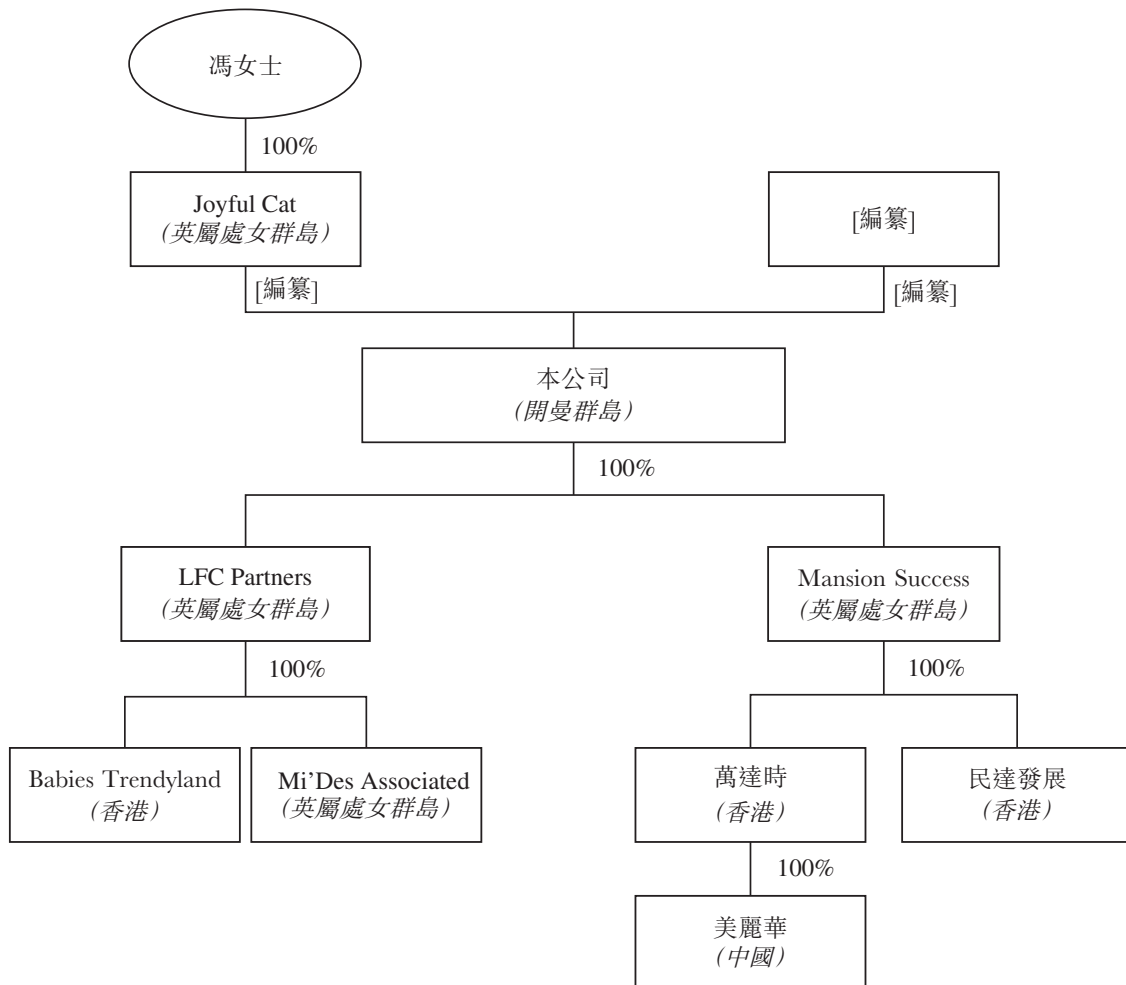 馮女士
100%
Joyful Cat
(英屬處女群島)
[編纂]
[編纂]
[編纂]
本公司
(開曼群島)
100%
LFC Partners
(英屬處女群島)
Mansion Success
(英屬處女群島)
100%
100%
Babies Trendyland
(香港)
Mi’Des Associated
(英屬處女群島)
萬達時
(香港)
民達發展
(香港)
100%
美麗華
(中國)